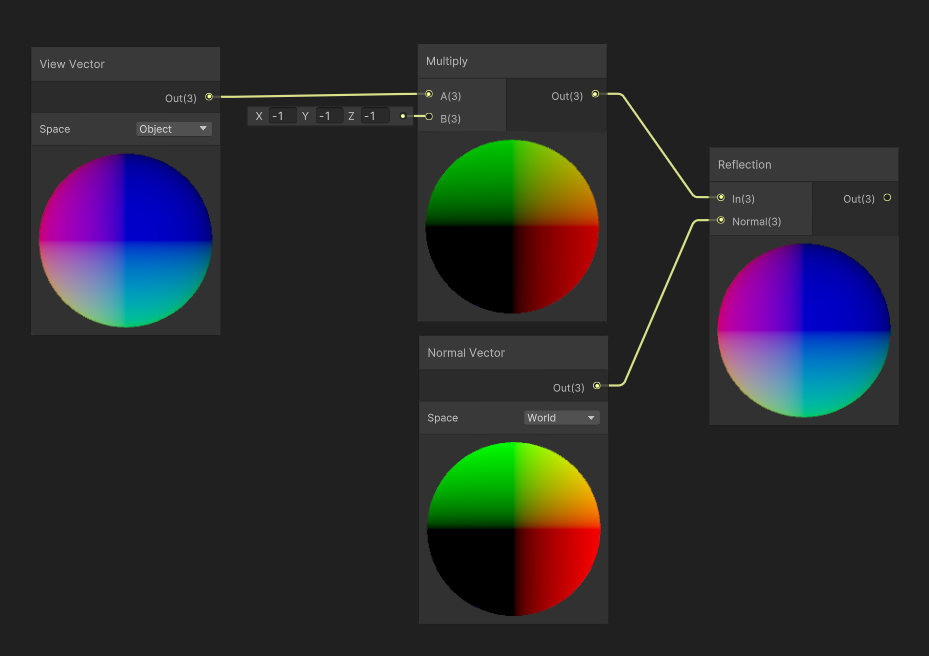 View Vector
Out(3)
Space Object
X -1 Y -1 Z -1
Multiply
A(3) Out(3)
B(3)
Normal Vector
Out(3)
Space World
Reflection
In(3) Out(3)
Normal(3)